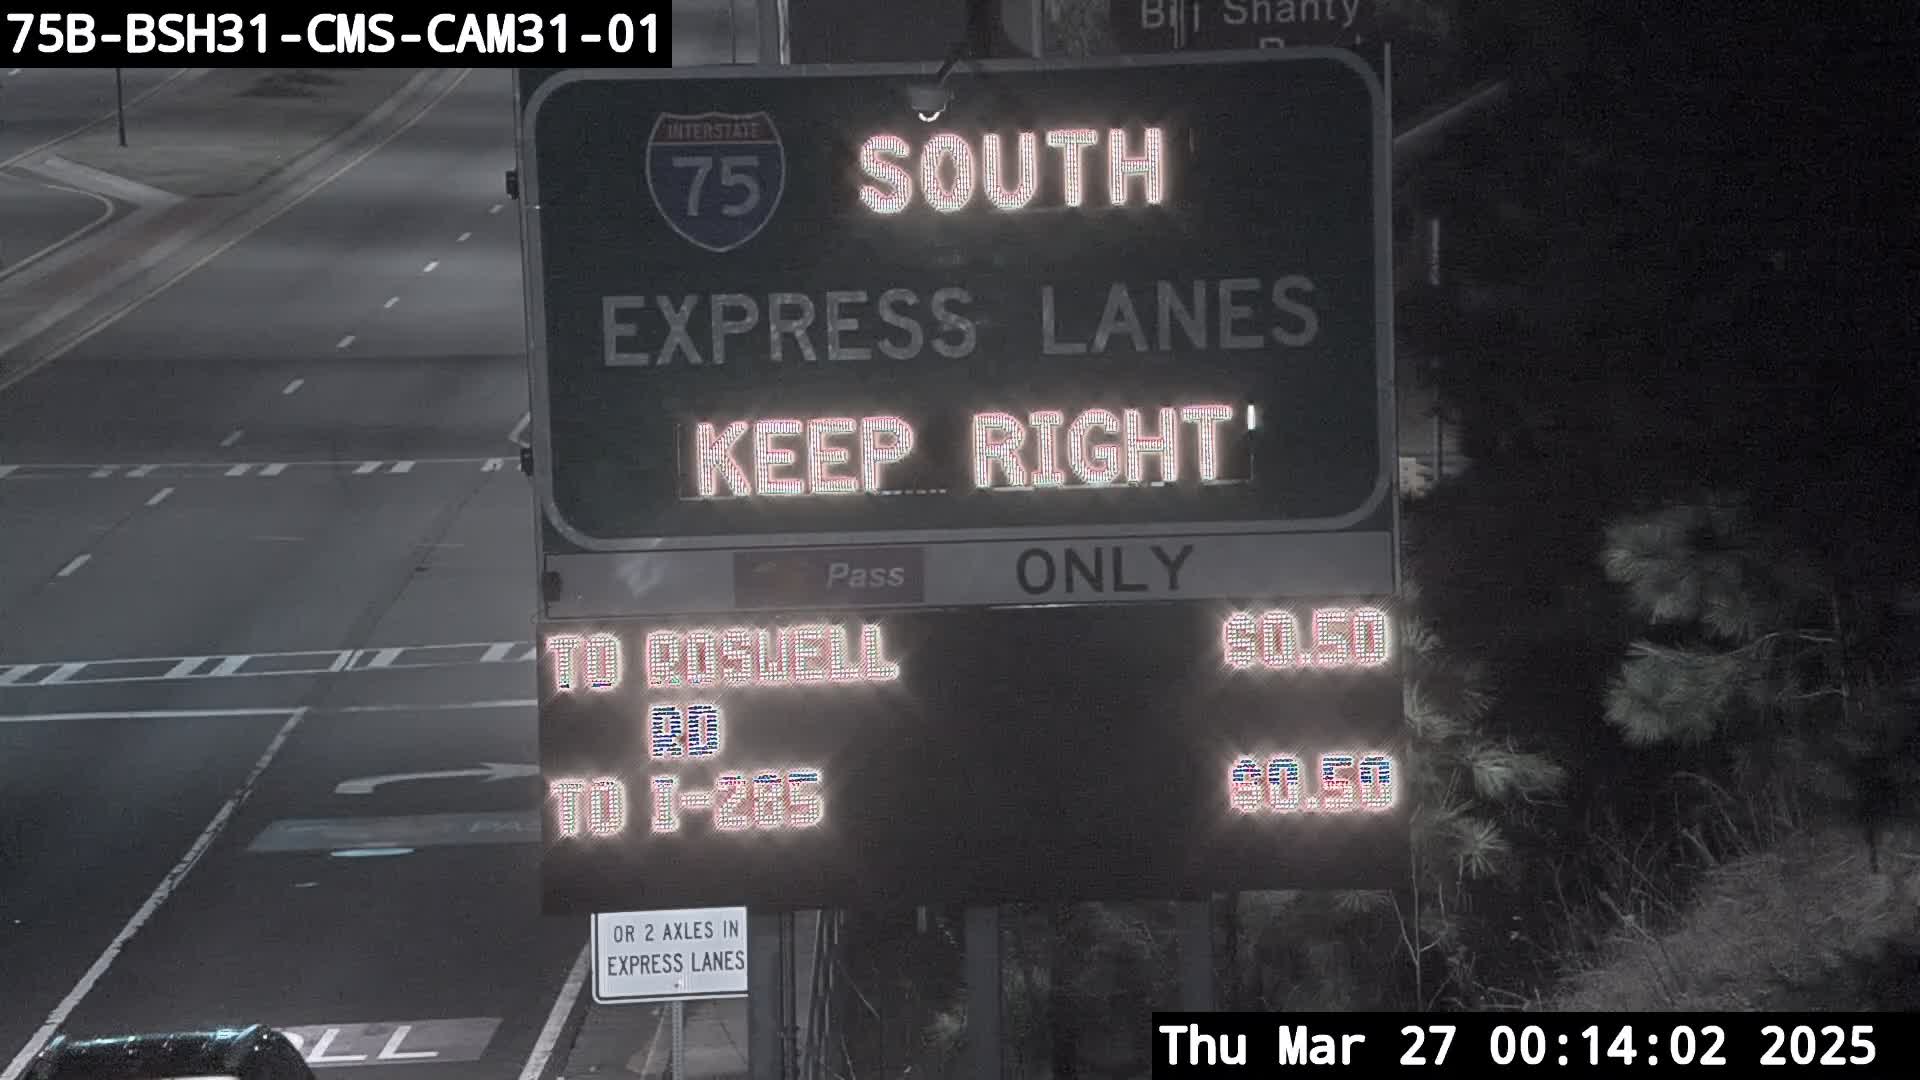 75B-BSH31-CMS-CAM31-01
Shanty
INTERSTATE
75
SOUTH
EXPRESS LANES
KEEP RIGHT
Pass ONLY
TO ROSWELL $0.50
RD
TO I-285 $0.50
OR 2 AXLES IN
EXPRESS LANES
Thu Mar 27 00:14:02 2025